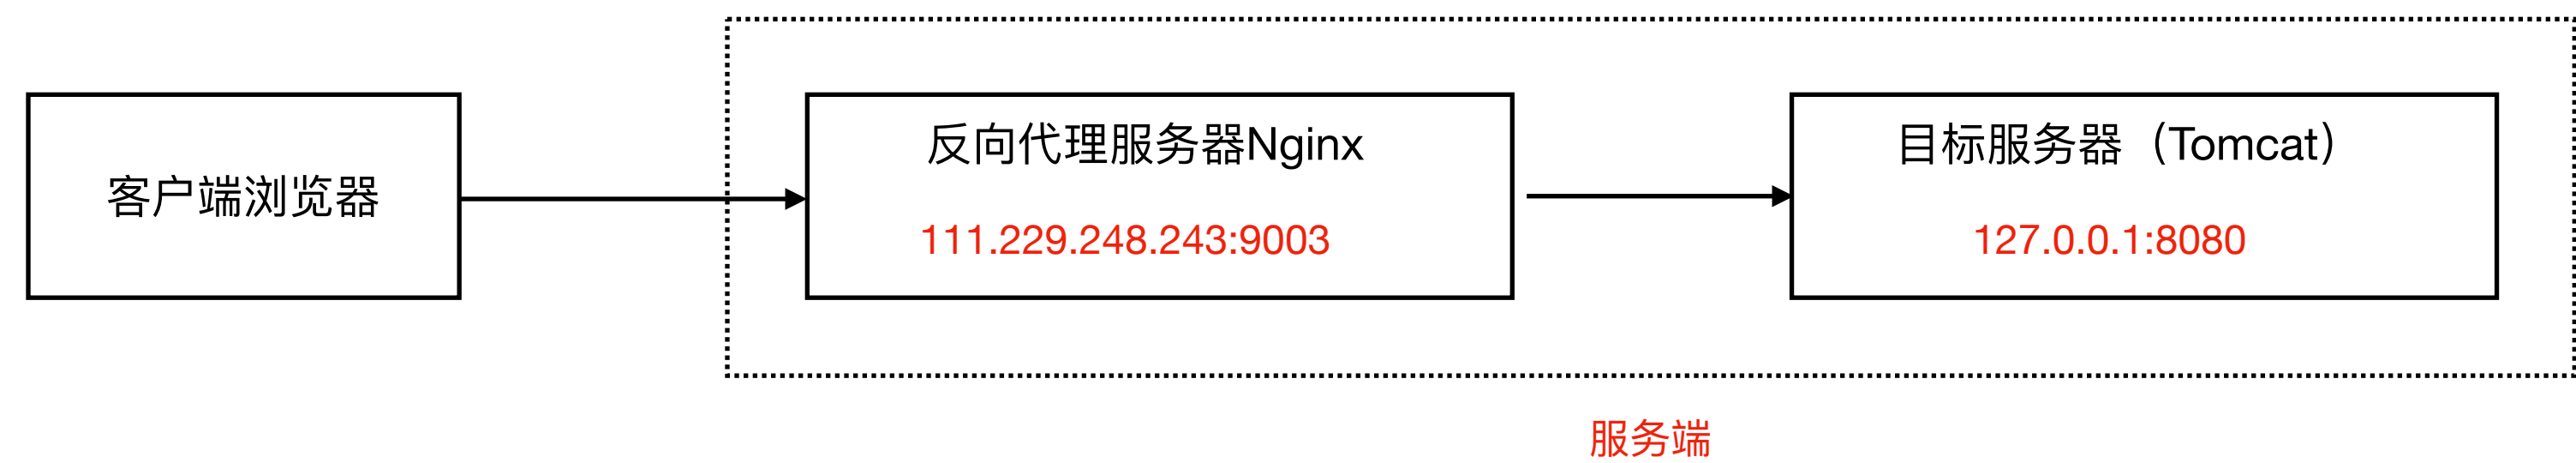 客户端浏览器
反向代理服务器Nginx
111.229.248.243:9003
目标服务器（Tomcat）
127.0.0.1:8080
服务端